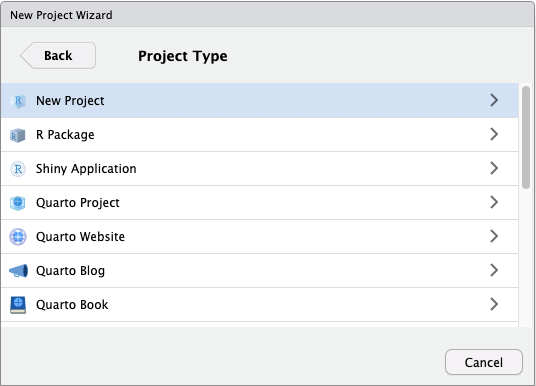 New Project Wizard
Back
Project Type
New Project
R Package
Shiny Application
Quarto Project
Quarto Website
Quarto Blog
Quarto Book
Cancel